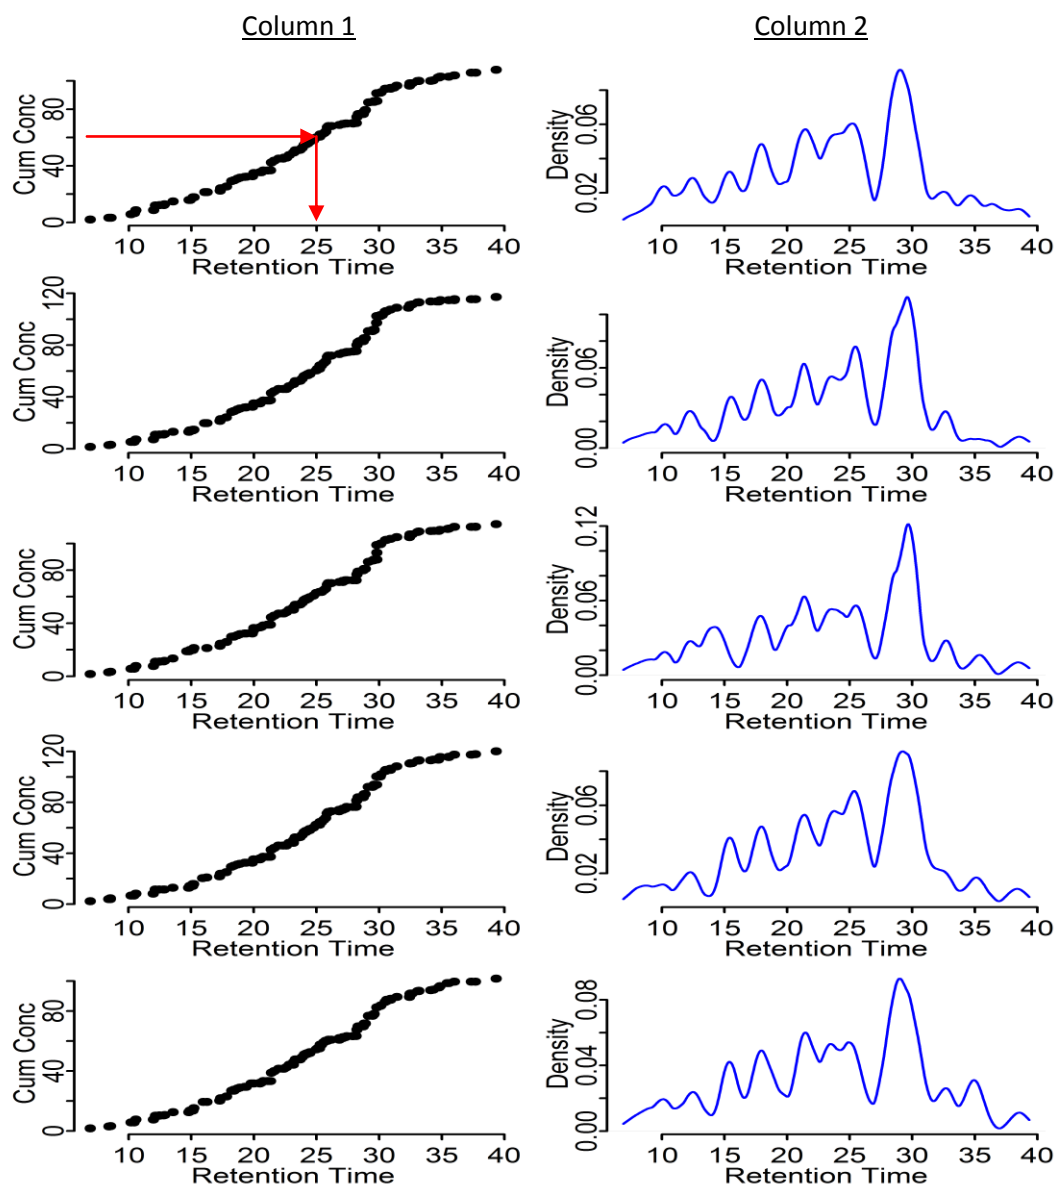 Column 1 Column 2
Cum Conc
0 40 80
10 15 20 25 30 35 40
Retention Time
Density
0.02 0.06
10 15 20 25 30 35 40
Retention Time
Cum Conc
0 40 80 120
10 15 20 25 30 35 40
Retention Time
Density
0.00 0.06
10 15 20 25 30 35 40
Retention Time
Cum Conc
0 40 80
10 15 20 25 30 35 40
Retention Time
Density
0.00 0.06 0.12
10 15 20 25 30 35 40
Retention Time
Cum Conc
0 40 80 120
10 15 20 25 30 35 40
Retention Time
Density
0.02 0.06
10 15 20 25 30 35 40
Retention Time
Cum Conc
0 40 80
10 15 20 25 30 35 40
Retention Time
Density
0.00 0.04 0.08
10 15 20 25 30 35 40
Retention Time